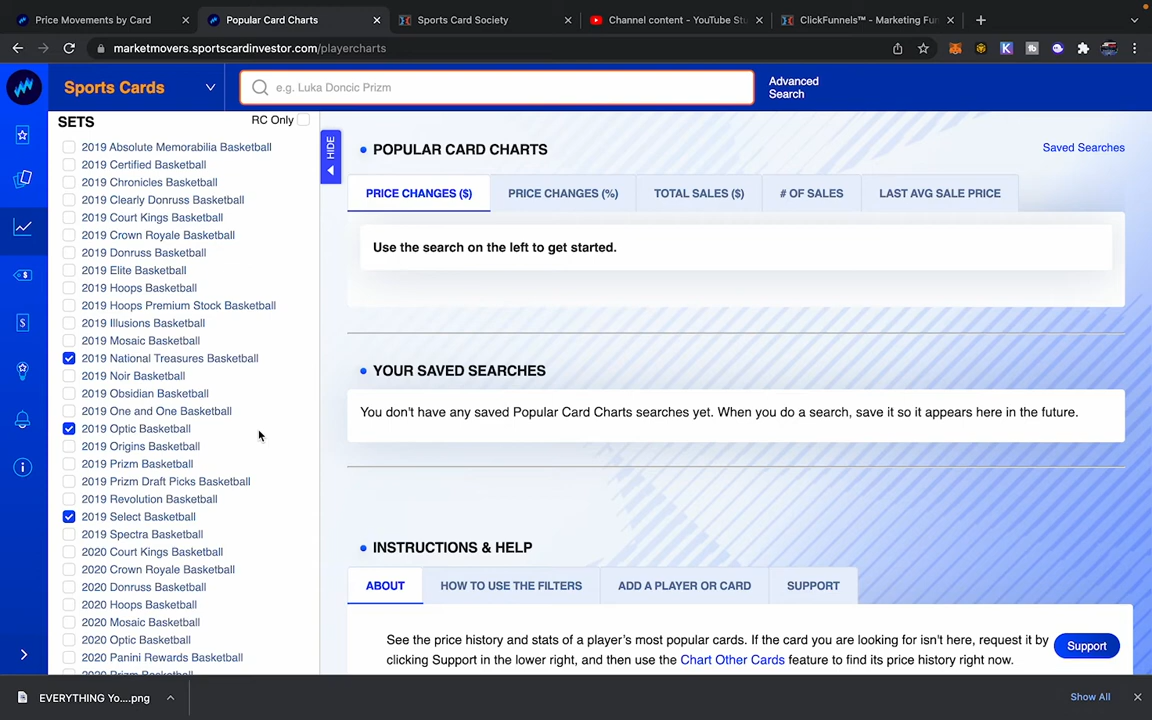 Price Movements by Card
Popular Card Charts
Sports Card Society
Channel content - YouTube Stu
ClickFunnels™ - Marketing Fun
marketmovers.sportscardinvestor.com/playercharts
Sports Cards
e.g. Luka Doncic Prizm
Advanced
Search
SETS
RC Only
2019 Absolute Memorabilia Basketball
2019 Certified Basketball
2019 Chronicles Basketball
2019 Clearly Donruss Basketball
2019 Court Kings Basketball
2019 Crown Royale Basketball
2019 Donruss Basketball
2019 Elite Basketball
2019 Hoops Basketball
2019 Hoops Premium Stock Basketball
2019 Illusions Basketball
2019 Mosaic Basketball
2019 National Treasures Basketball
2019 Noir Basketball
2019 Obsidian Basketball
2019 One and One Basketball
2019 Optic Basketball
2019 Origins Basketball
2019 Prizm Basketball
2019 Prizm Draft Picks Basketball
2019 Revolution Basketball
2019 Select Basketball
2019 Spectra Basketball
2020 Court Kings Basketball
2020 Crown Royale Basketball
2020 Donruss Basketball
2020 Hoops Basketball
2020 Mosaic Basketball
2020 Optic Basketball
2020 Panini Rewards Basketball
2020 Prizm Basketball
HIDE
POPULAR CARD CHARTS
Saved Searches
PRICE CHANGES ($)
PRICE CHANGES (%)
TOTAL SALES ($)
# OF SALES
LAST AVG SALE PRICE
Use the search on the left to get started.
YOUR SAVED SEARCHES
You don't have any saved Popular Card Charts searches yet. When you do a search, save it so it appears here in the future.
INSTRUCTIONS & HELP
ABOUT
HOW TO USE THE FILTERS
ADD A PLAYER OR CARD
SUPPORT
See the price history and stats of a player's most popular cards. If the card you are looking for isn't here, request it by
clicking Support in the lower right, and then use the Chart Other Cards feature to find its price history right now.
Support
EVERYTHING Yo....png
Show All